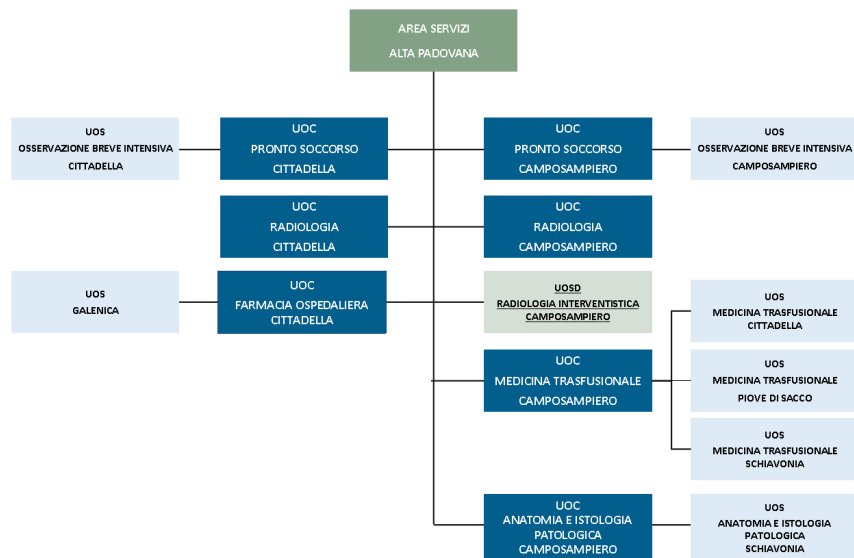 AREA SERVIZI
ALTA PADOVANA
UOS
OSSERVAZIONE BREVE INTENSIVA
CITTADELLA
UOC
PRONTO SOCCORSO
CITTADELLA
UOC
PRONTO SOCCORSO
CAMPOSAMPIERO
UOS
OSSERVAZIONE BREVE INTENSIVA
CAMPOSAMPIERO
UOC
RADIOLOGIA
CITTADELLA
UOC
RADIOLOGIA
CAMPOSAMPIERO
UOS
GALENICA
UOC
FARMACIA OSPEDALIERA
CITTADELLA
UOSD
RADIOLOGIA INTERVENTISTICA
CAMPOSAMPIERO
UOS
MEDICINA TRASFUSIONALE
CITTADELLA
UOC
MEDICINA TRASFUSIONALE
CAMPOSAMPIERO
UOS
MEDICINA TRASFUSIONALE
PIOVE DI SACCO
UOS
MEDICINA TRASFUSIONALE
SCHIAVONIA
UOC
ANATOMIA E ISTOLOGIA
PATOLOGICA
CAMPOSAMPIERO
UOS
ANATOMIA E ISTOLOGIA
PATOLOGICA
SCHIAVONIA